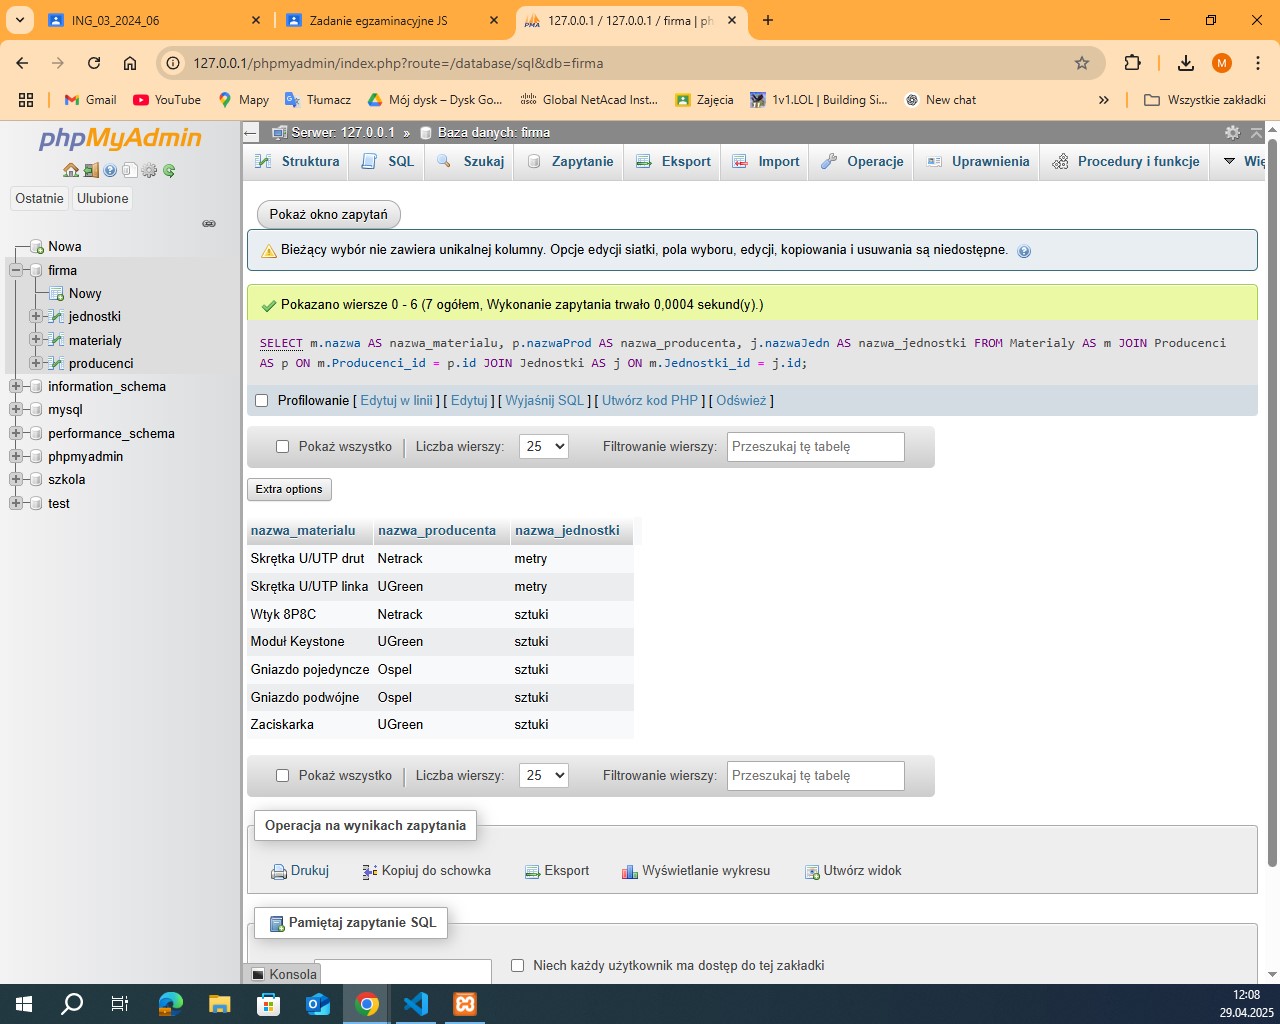 ING_03_2024_06
Zadanie egzaminacyjne JS
127.0.0.1 / 127.0.0.1 / firma | ph
127.0.0.1/phpmyadmin/index.php?route=/database/sql&db=firma
Gmail
YouTube
Mapy
Tłumacz
Mój dysk – Dysk Go...
Global NetAcad Inst...
Zajęcia
1v1.LOL | Building Si...
New chat
Wszystkie zakładki
phpMyAdmin
Ostatnie
Ulubione
Nowa
firma
Nowy
jednostki
materialy
producenci
information_schema
mysql
performance_schema
phpmyadmin
szkola
test
Serwer: 127.0.0.1 » Baza danych: firma
Struktura
SQL
Szukaj
Zapytanie
Eksport
Import
Operacje
Uprawnienia
Procedury i funkcje
Wię
Pokaż okno zapytań
Bieżący wybór nie zawiera unikalnej kolumny. Opcje edycji siatki, pola wyboru, edycji, kopiowania i usuwania są niedostępne.
Pokazano wiersze 0 - 6 (7 ogółem, Wykonanie zapytania trwało 0,0004 sekund(y).)
SELECT m.nazwa AS nazwa_materialu, p.nazwaProd AS nazwa_producenta, j.nazwaJedn AS nazwa_jednostki FROM Materialy AS m JOIN Producenci
AS p ON m.Producenci_id = p.id JOIN Jednostki AS j ON m.Jednostki_id = j.id;
Profilowanie [ Edytuj w linii ] [ Edytuj ] [ Wyjaśnij SQL ] [ Utwórz kod PHP ] [ Odśwież ]
Pokaż wszystko
Liczba wierszy:
25
Filtrowanie wierszy:
Przeszukaj tę tabelę
Extra options
nazwa_materialu nazwa_producenta nazwa_jednostki
Skrętka U/UTP drut Netrack metry
Skrętka U/UTP linka UGreen metry
Wtyk 8P8C Netrack sztuki
Moduł Keystone UGreen sztuki
Gniazdo pojedyncze Ospel sztuki
Gniazdo podwójne Ospel sztuki
Zaciskarka UGreen sztuki
Pokaż wszystko
Liczba wierszy:
25
Filtrowanie wierszy:
Przeszukaj tę tabelę
Operacja na wynikach zapytania
Drukuj
Kopiuj do schowka
Eksport
Wyświetlanie wykresu
Utwórz widok
Pamiętaj zapytanie SQL
Niech każdy użytkownik ma dostęp do tej zakładki
Konsola
12:08
29.04.2025